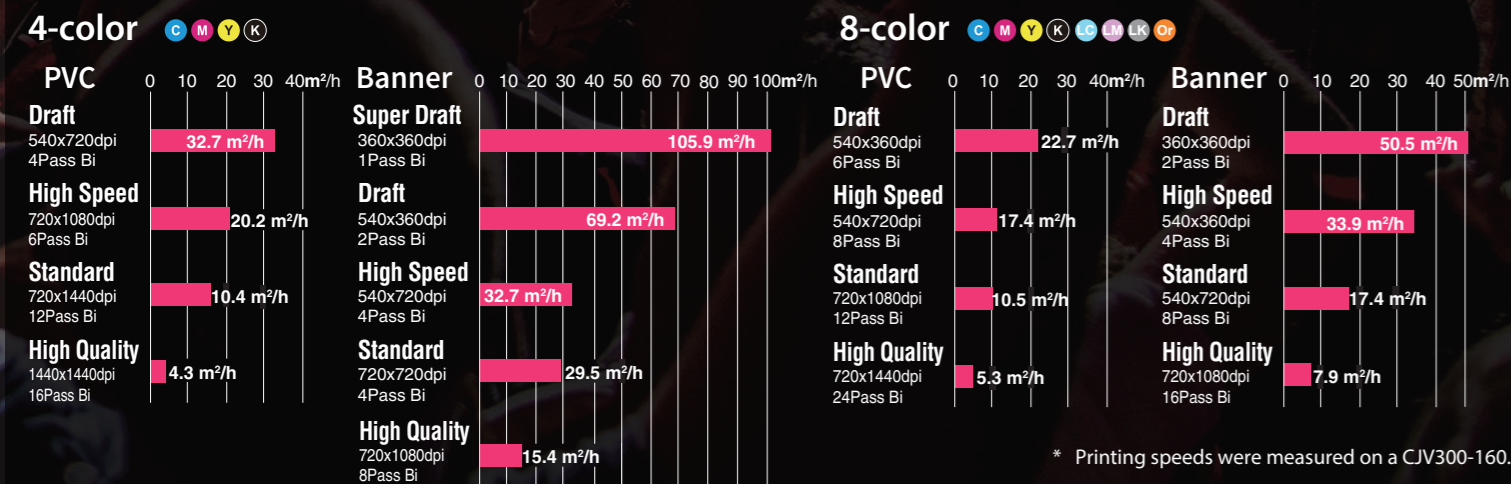 4-color C M Y K
PVC 0 10 20 30 40m²/h
Draft
540x720dpi
4Pass Bi
32.7 m²/h
High Speed
720x1080dpi
6Pass Bi
20.2 m²/h
Standard
720x1440dpi
12Pass Bi
10.4 m²/h
High Quality
1440x1440dpi
16Pass Bi
4.3 m²/h
Banner 0 10 20 30 40 50 60 70 80 90 100m²/h
Super Draft
360x360dpi
1Pass Bi
105.9 m²/h
Draft
540x360dpi
2Pass Bi
69.2 m²/h
High Speed
540x720dpi
4Pass Bi
32.7 m²/h
Standard
720x720dpi
4Pass Bi
29.5 m²/h
High Quality
720x1080dpi
8Pass Bi
15.4 m²/h
8-color C M Y K LC LM LK Or
PVC 0 10 20 30 40m²/h
Draft
540x360dpi
6Pass Bi
22.7 m²/h
High Speed
540x720dpi
8Pass Bi
17.4 m²/h
Standard
720x1080dpi
12Pass Bi
10.5 m²/h
High Quality
720x1440dpi
24Pass Bi
5.3 m²/h
Banner 0 10 20 30 40 50m²/h
Draft
360x360dpi
2Pass Bi
50.5 m²/h
High Speed
540x360dpi
4Pass Bi
33.9 m²/h
Standard
540x720dpi
8Pass Bi
17.4 m²/h
High Quality
720x1080dpi
16Pass Bi
7.9 m²/h
* Printing speeds were measured on a CJV300-160.